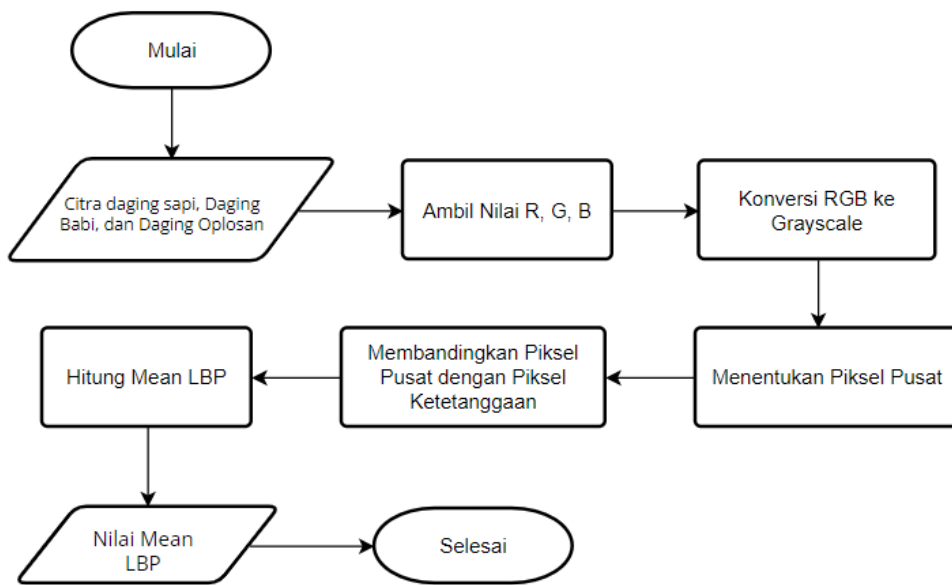 Mulai
Citra daging sapi, Daging
Babi, dan Daging Oplosan
Ambil Nilai R, G, B
Konversi RGB ke
Grayscale
Menentukan Piksel Pusat
Membandingkan Piksel
Pusat dengan Piksel
Ketetanggaan
Hitung Mean LBP
Nilai Mean
LBP
Selesai